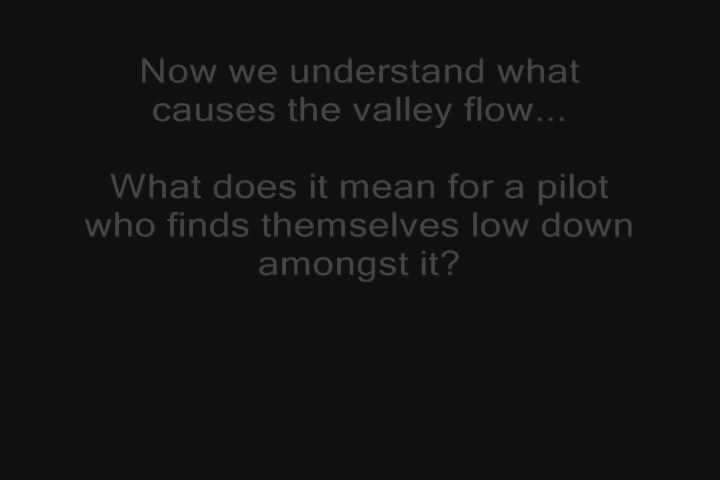 Now we understand what
causes the valley flow...
What does it mean for a pilot
who finds themselves low down
amongst it?